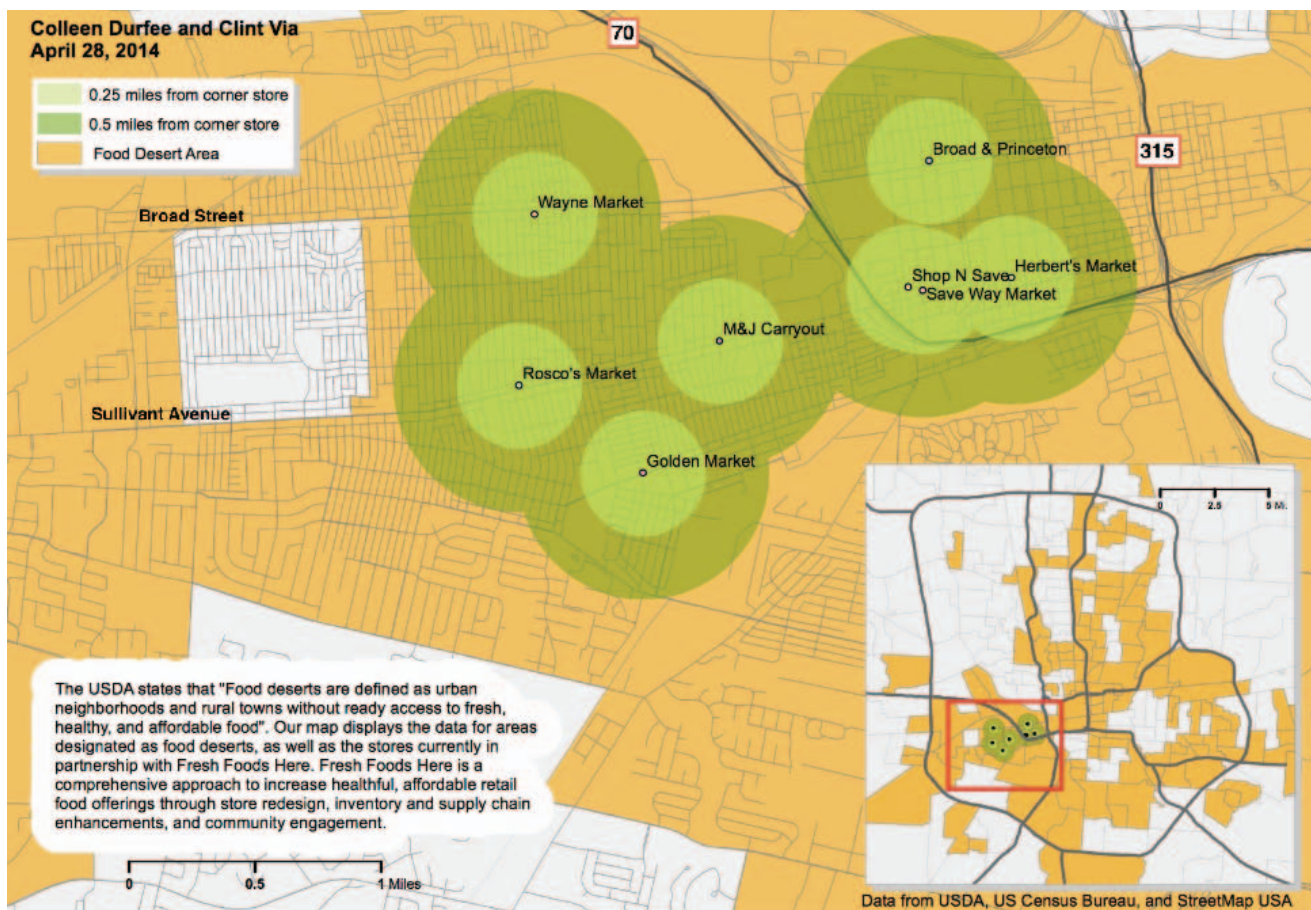 Colleen Durfee and Clint Via
April 28, 2014
0.25 miles from corner store
0.5 miles from corner store
Food Desert Area
70
315
Broad & Princeton
Wayne Market
Broad Street
Shop N Save
Herbert's Market
Save Way Market
M&J Carryout
Rosco's Market
Sullivant Avenue
Golden Market
0 2.5 5 Mi.
The USDA states that "Food deserts are defined as urban
neighborhoods and rural towns without ready access to fresh,
healthy, and affordable food". Our map displays the data for areas
designated as food deserts, as well as the stores currently in
partnership with Fresh Foods Here. Fresh Foods Here is a
comprehensive approach to increase healthful, affordable retail
food offerings through store redesign, inventory and supply chain
enhancements, and community engagement.
0 0.5 1 Miles
Data from USDA, US Census Bureau, and StreetMap USA